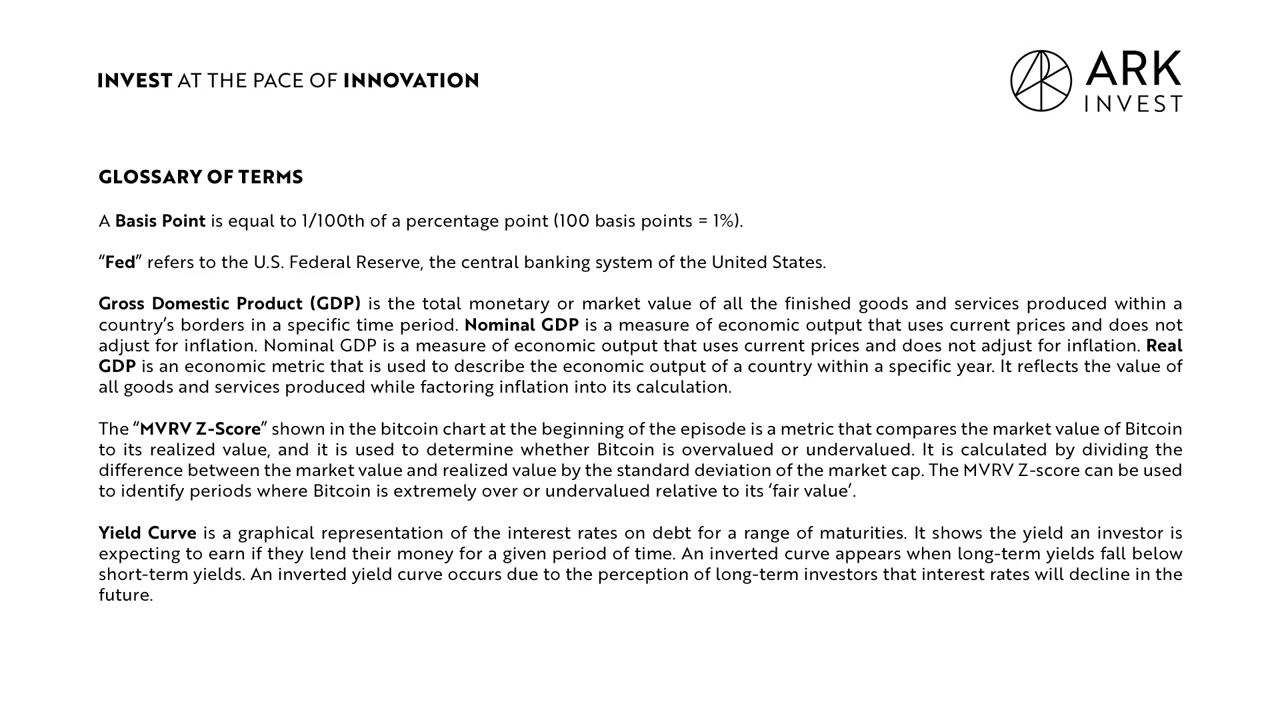 INVEST AT THE PACE OF INNOVATION
ARK
INVEST
GLOSSARY OF TERMS
A Basis Point is equal to 1/100th of a percentage point (100 basis points = 1%).
“Fed” refers to the U.S. Federal Reserve, the central banking system of the United States.
Gross Domestic Product (GDP) is the total monetary or market value of all the finished goods and services produced within a
country’s borders in a specific time period. Nominal GDP is a measure of economic output that uses current prices and does not
adjust for inflation. Nominal GDP is a measure of economic output that uses current prices and does not adjust for inflation. Real
GDP is an economic metric that is used to describe the economic output of a country within a specific year. It reflects the value of
all goods and services produced while factoring inflation into its calculation.
The “MVRV Z-Score” shown in the bitcoin chart at the beginning of the episode is a metric that compares the market value of Bitcoin
to its realized value, and it is used to determine whether Bitcoin is overvalued or undervalued. It is calculated by dividing the
difference between the market value and realized value by the standard deviation of the market cap. The MVRV Z-score can be used
to identify periods where Bitcoin is extremely over or undervalued relative to its ‘fair value’.
Yield Curve is a graphical representation of the interest rates on debt for a range of maturities. It shows the yield an investor is
expecting to earn if they lend their money for a given period of time. An inverted curve appears when long-term yields fall below
short-term yields. An inverted yield curve occurs due to the perception of long-term investors that interest rates will decline in the
future.